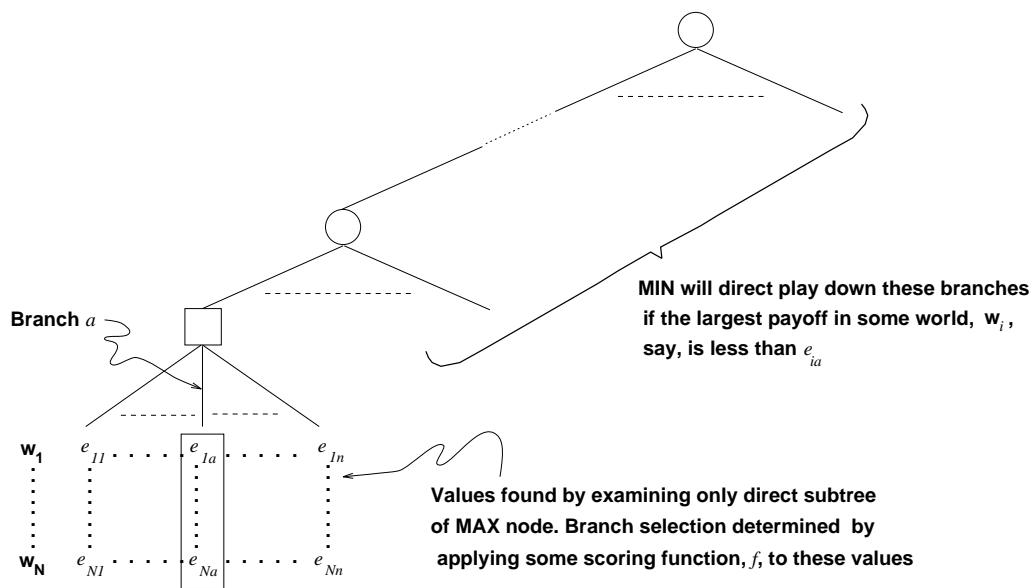 MIN will direct play down these branches
if the largest payoff in some world, w_i ,
say, is less than e_ia
Branch a
w_1 e_11 e_1a e_1n
Values found by examining only direct subtree
of MAX node. Branch selection determined by
applying some scoring function, f, to these values
w_N e_N1 e_Na e_Nn